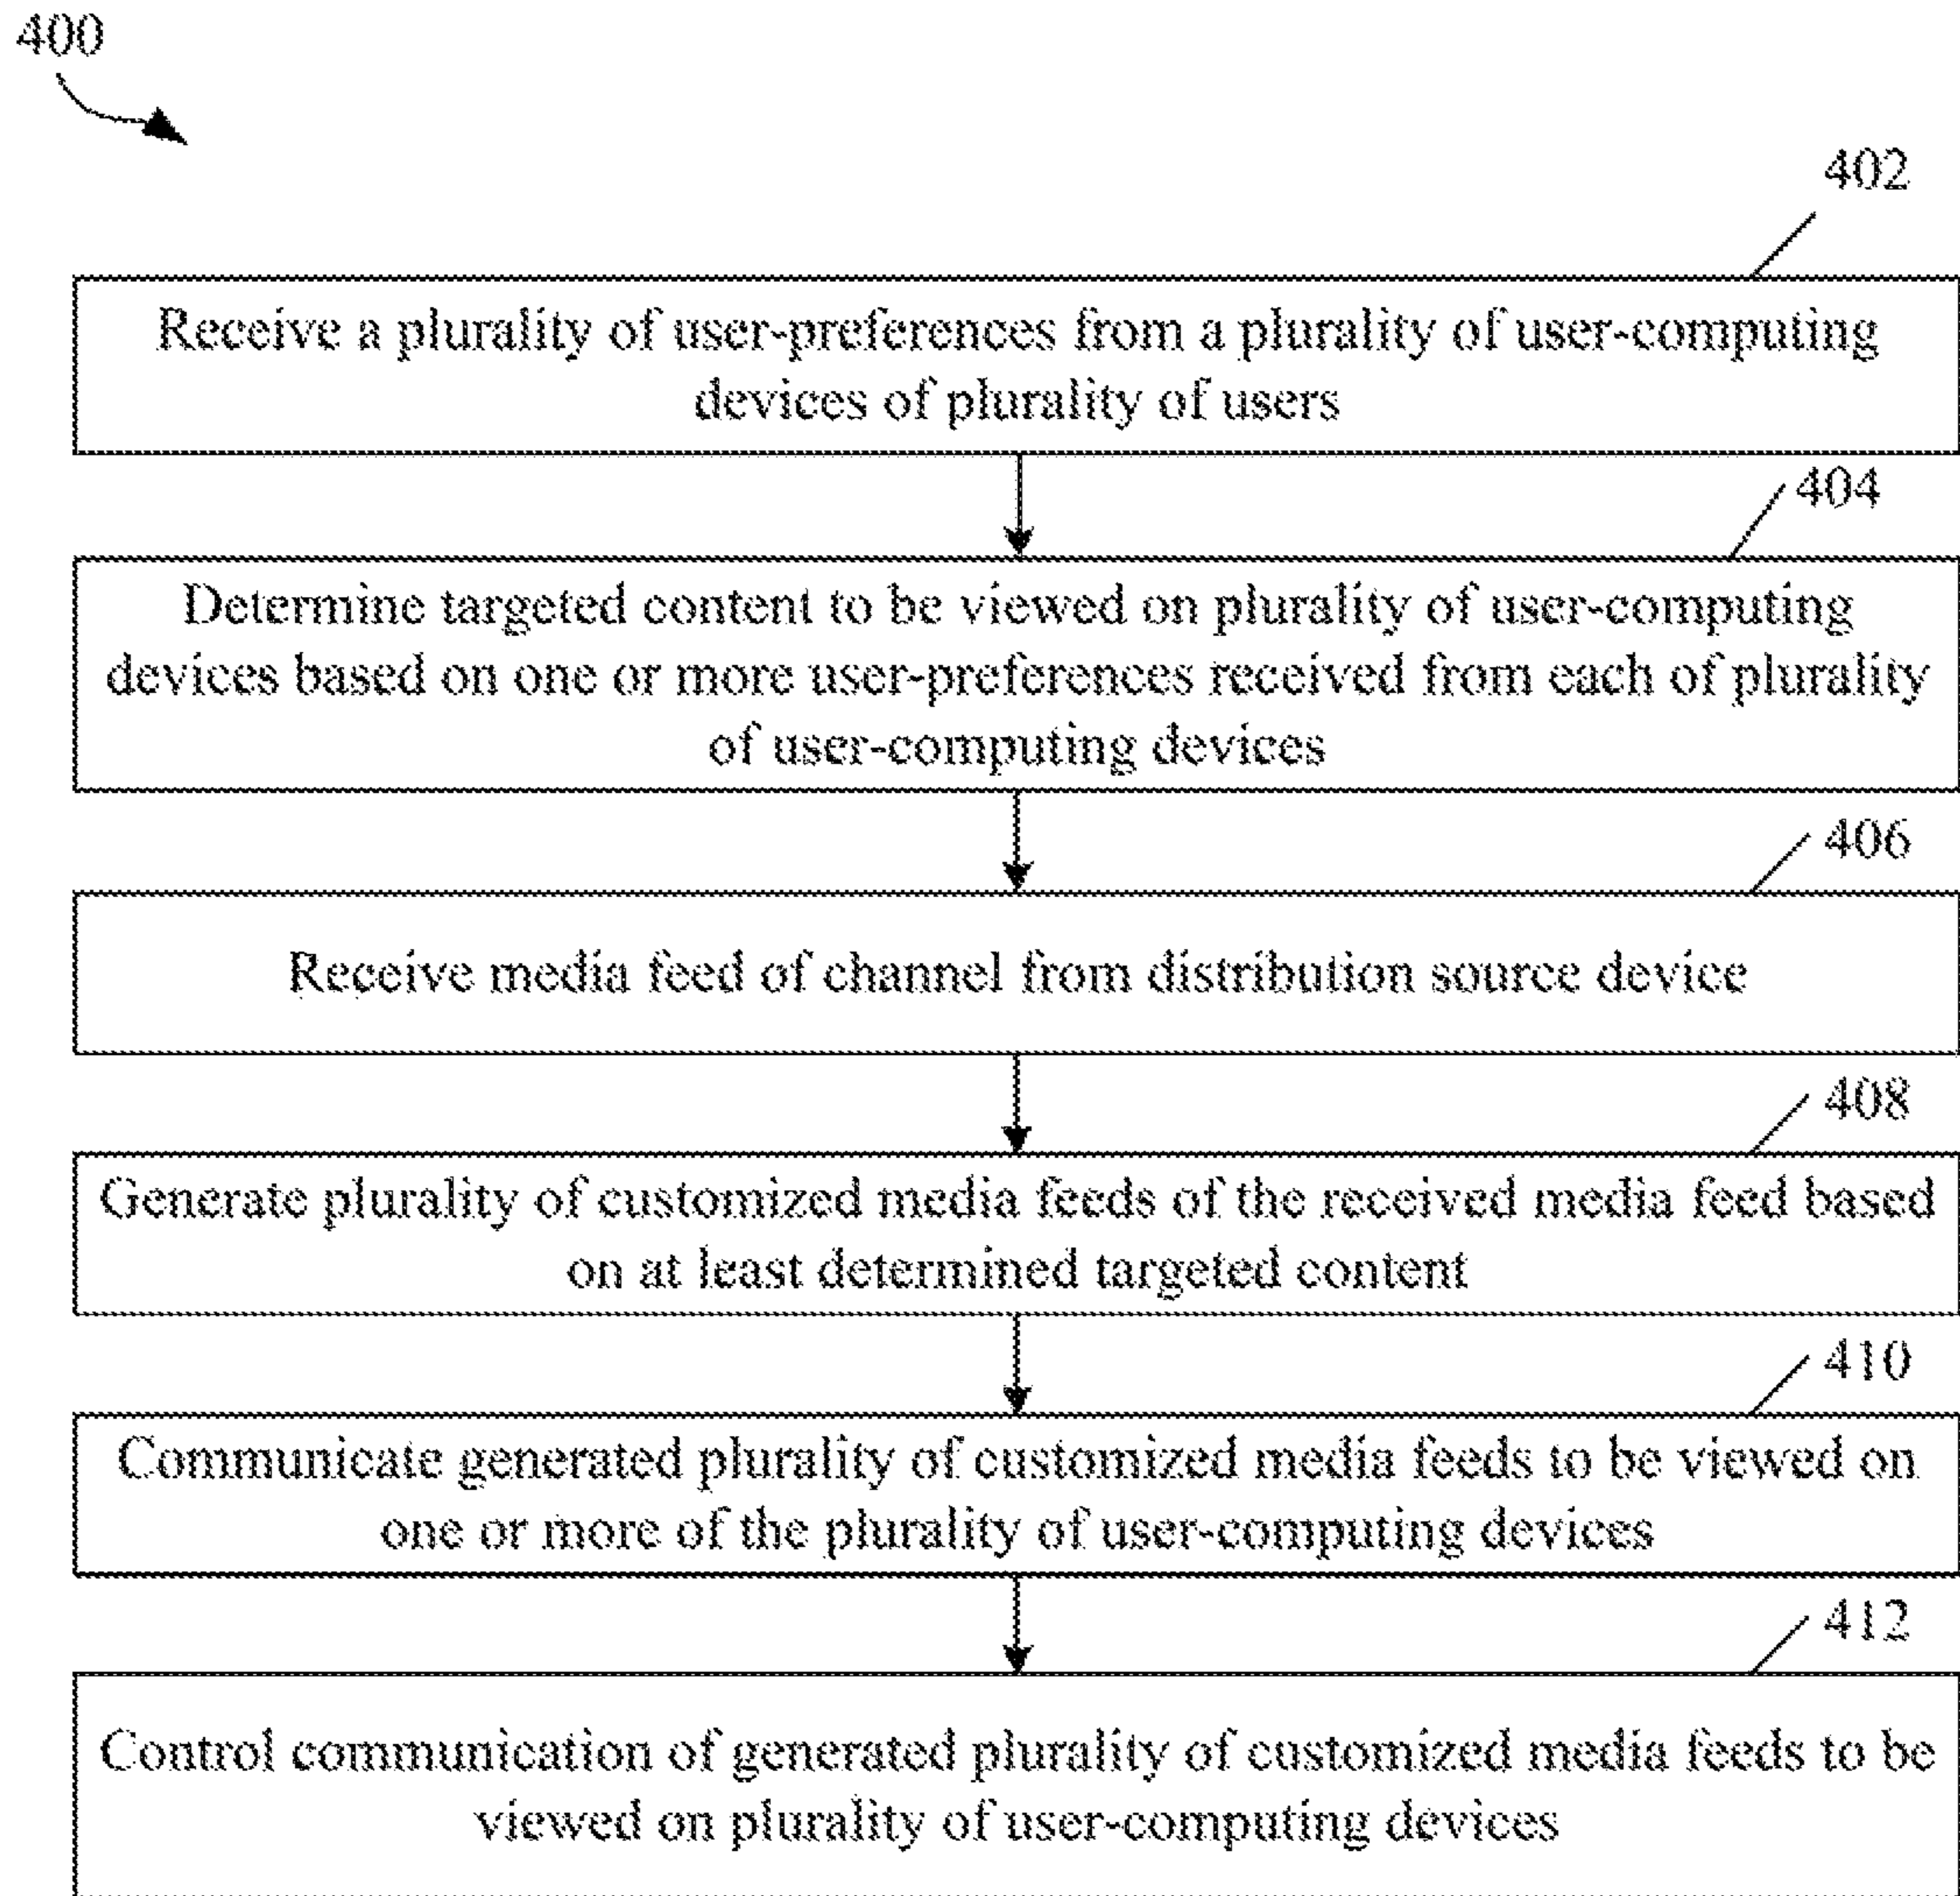 400
402
Receive a plurality of user-preferences from a plurality of user-computing
devices of plurality of users
404
Determine targeted content to be viewed on plurality of user-computing
devices based on one or more user-preferences received from each of plurality
of user-computing devices
406
Receive media feed of channel from distribution source device
408
Generate plurality of customized media feeds of the received media feed based
on at least determined targeted content
410
Communicate generated plurality of customized media feeds to be viewed on
one or more of the plurality of user-computing devices
412
Control communication of generated plurality of customized media feeds to be
viewed on plurality of user-computing devices